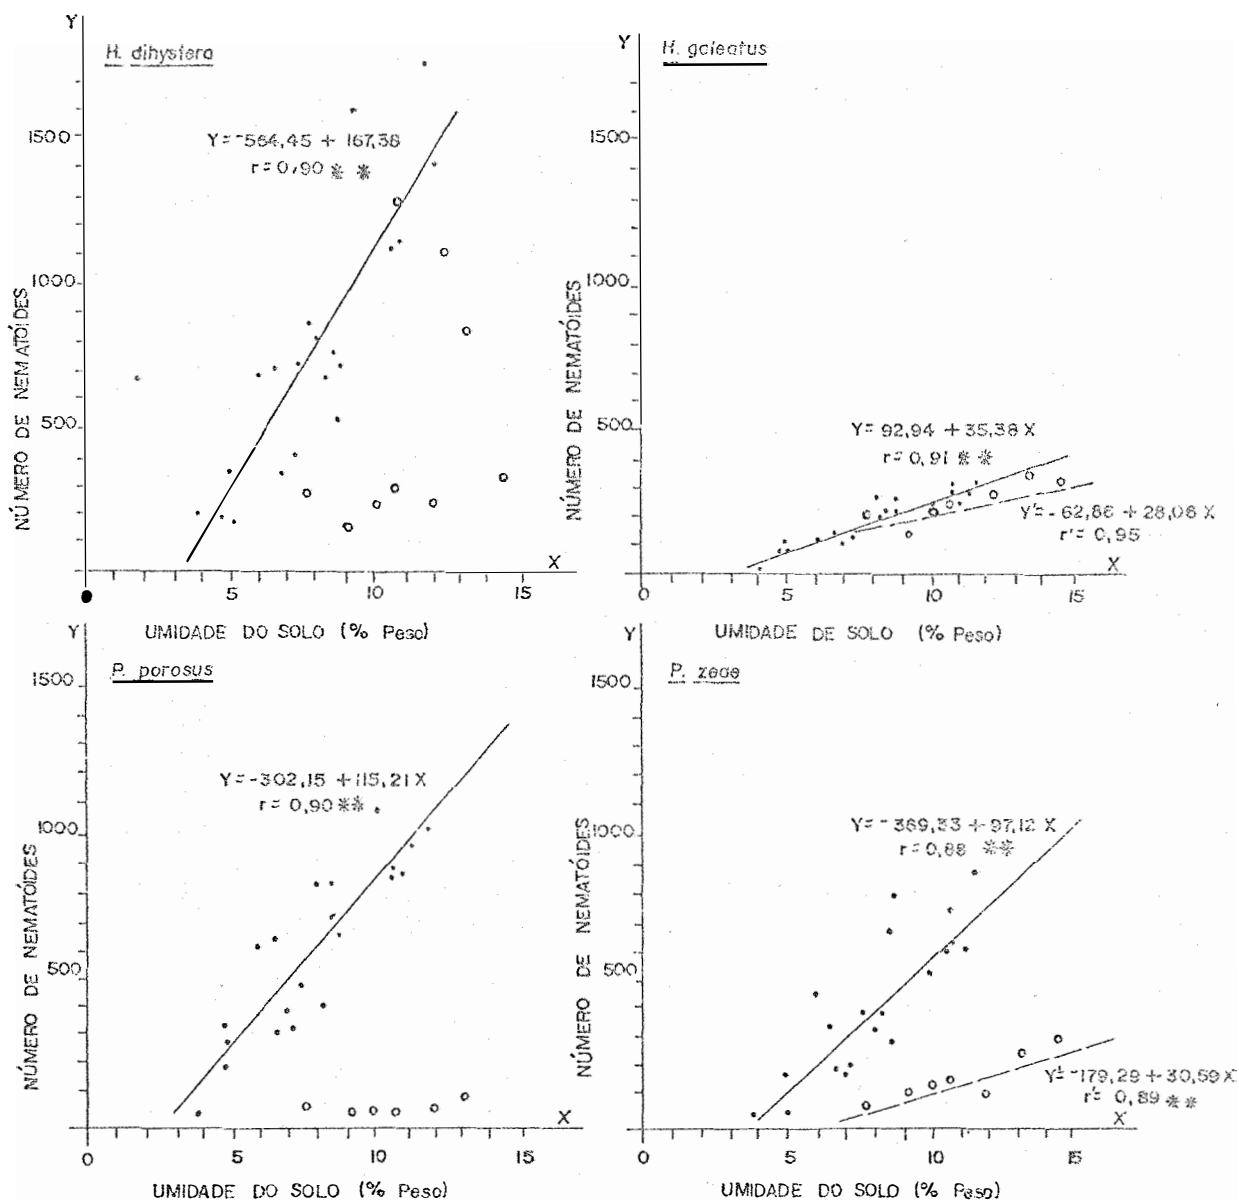 Y
H. dihystera
Y=-564,45 + 167,38
r=0,90 * *
1500
1000
500
NÚMERO DE NEMATÓIDES
X
5
10
15
UMIDADE DO SOLO (% Peso)
Y
H. galeatus
1500
1000
500
NÚMERO DE NEMATÓIDES
Y= 92,94 + 35,38 X
r= 0,91 * *
Y'=- 62,86 + 28,08 X
r'= 0,95
X
5
10
15
UMIDADE DE SOLO (% Peso)
Y
P. porosus
1500
Y=-302,15 +115,21X
r= 0,90**
1000
500
NÚMERO DE NEMATÓIDES
X
0
5
10
15
UMIDADE DO SOLO (% Peso)
Y
P. zeae
1500
Y=-369,33 + 97,12 X
r=0,88 **
1000
500
NÚMERO DE NEMATÓIDES
Y'=-179,29 + 30,59 X
r'= 0,89 **
X
0
5
10
15
UMIDADE DO SOLO (% Peso)